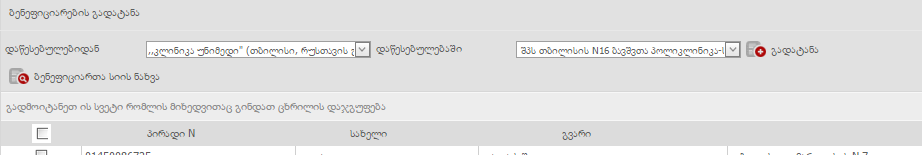 ბენეფიციარების გადატანა
დაწესებულებიდან ,,კლინიკა უნიმედი" (თბილისი, რუსთავის გ დაწესებულებაში შპს თბილისის N16 ბავშვთა პოლიკლინიკა-ს გადატანა
ბენეფიციართა სიის ნახვა
გადმოიტანეთ ის სვეტი რომლის მიხედვითაც გინდათ ცხრილის დაჯგუფება
პირადი N სახელი გვარი